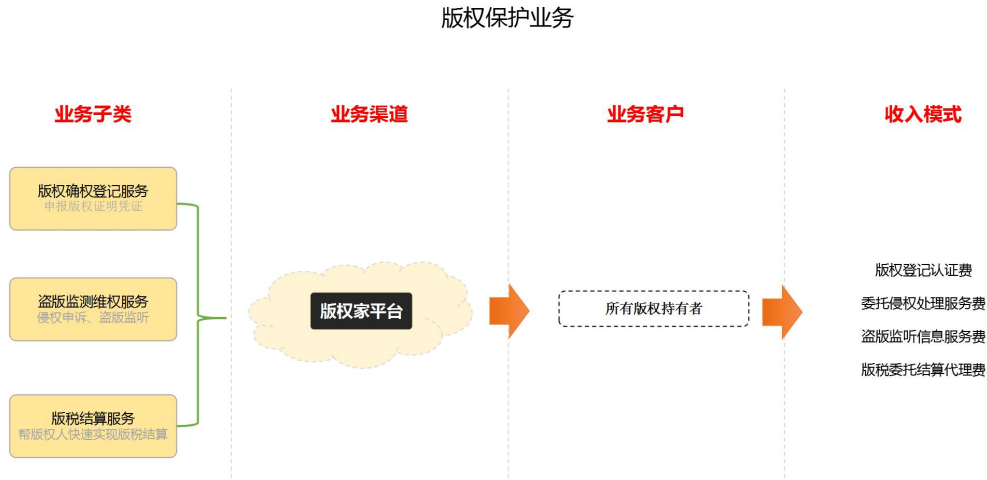 版权保护业务
业务子类
业务渠道
业务客户
收入模式
版权确权登记服务
申报版权证明凭证
盗版监测维权服务
侵权申诉、盗版监听
版税结算服务
帮版权人快速实现版税结算
版权家平台
所有版权持有者
版权登记认证费
委托侵权处理服务费
盗版监听信息服务费
版税委托结算代理费